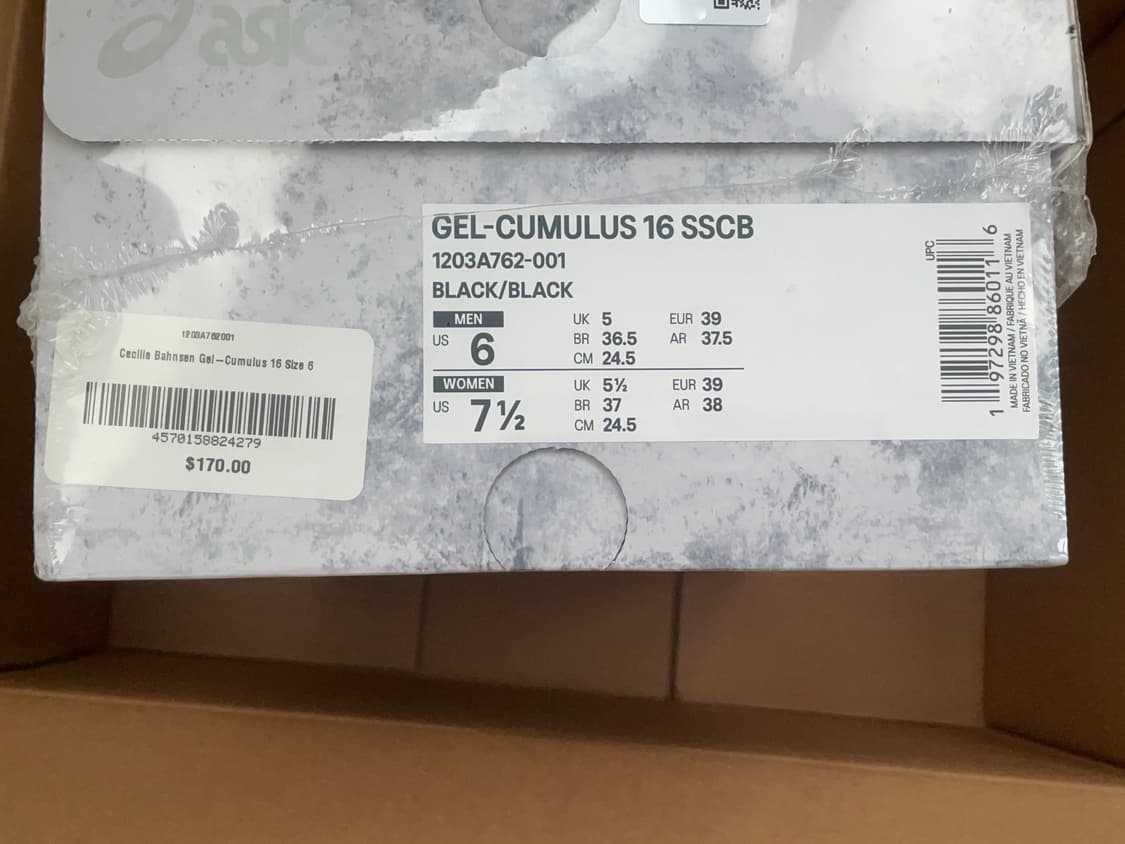 asics
GEL-CUMULUS 16 SSCB
1203A762-001
BLACK/BLACK
MEN
US 6
UK 5 EUR 39
BR 36.5 AR 37.5
CM 24.5
WOMEN
US 7½
UK 5½ EUR 39
BR 37 AR 38
CM 24.5
UPC
1 97298 86011 6
MADE IN VIETNAM / FABRIQUE AU VIETNAM
FABRICADO NO VIETNÃ / HECHO EN VIETNAM
1203A762001
Cecilie Bahnsen Gel-Cumulus 16 Size 6
4570158824279
$170.00